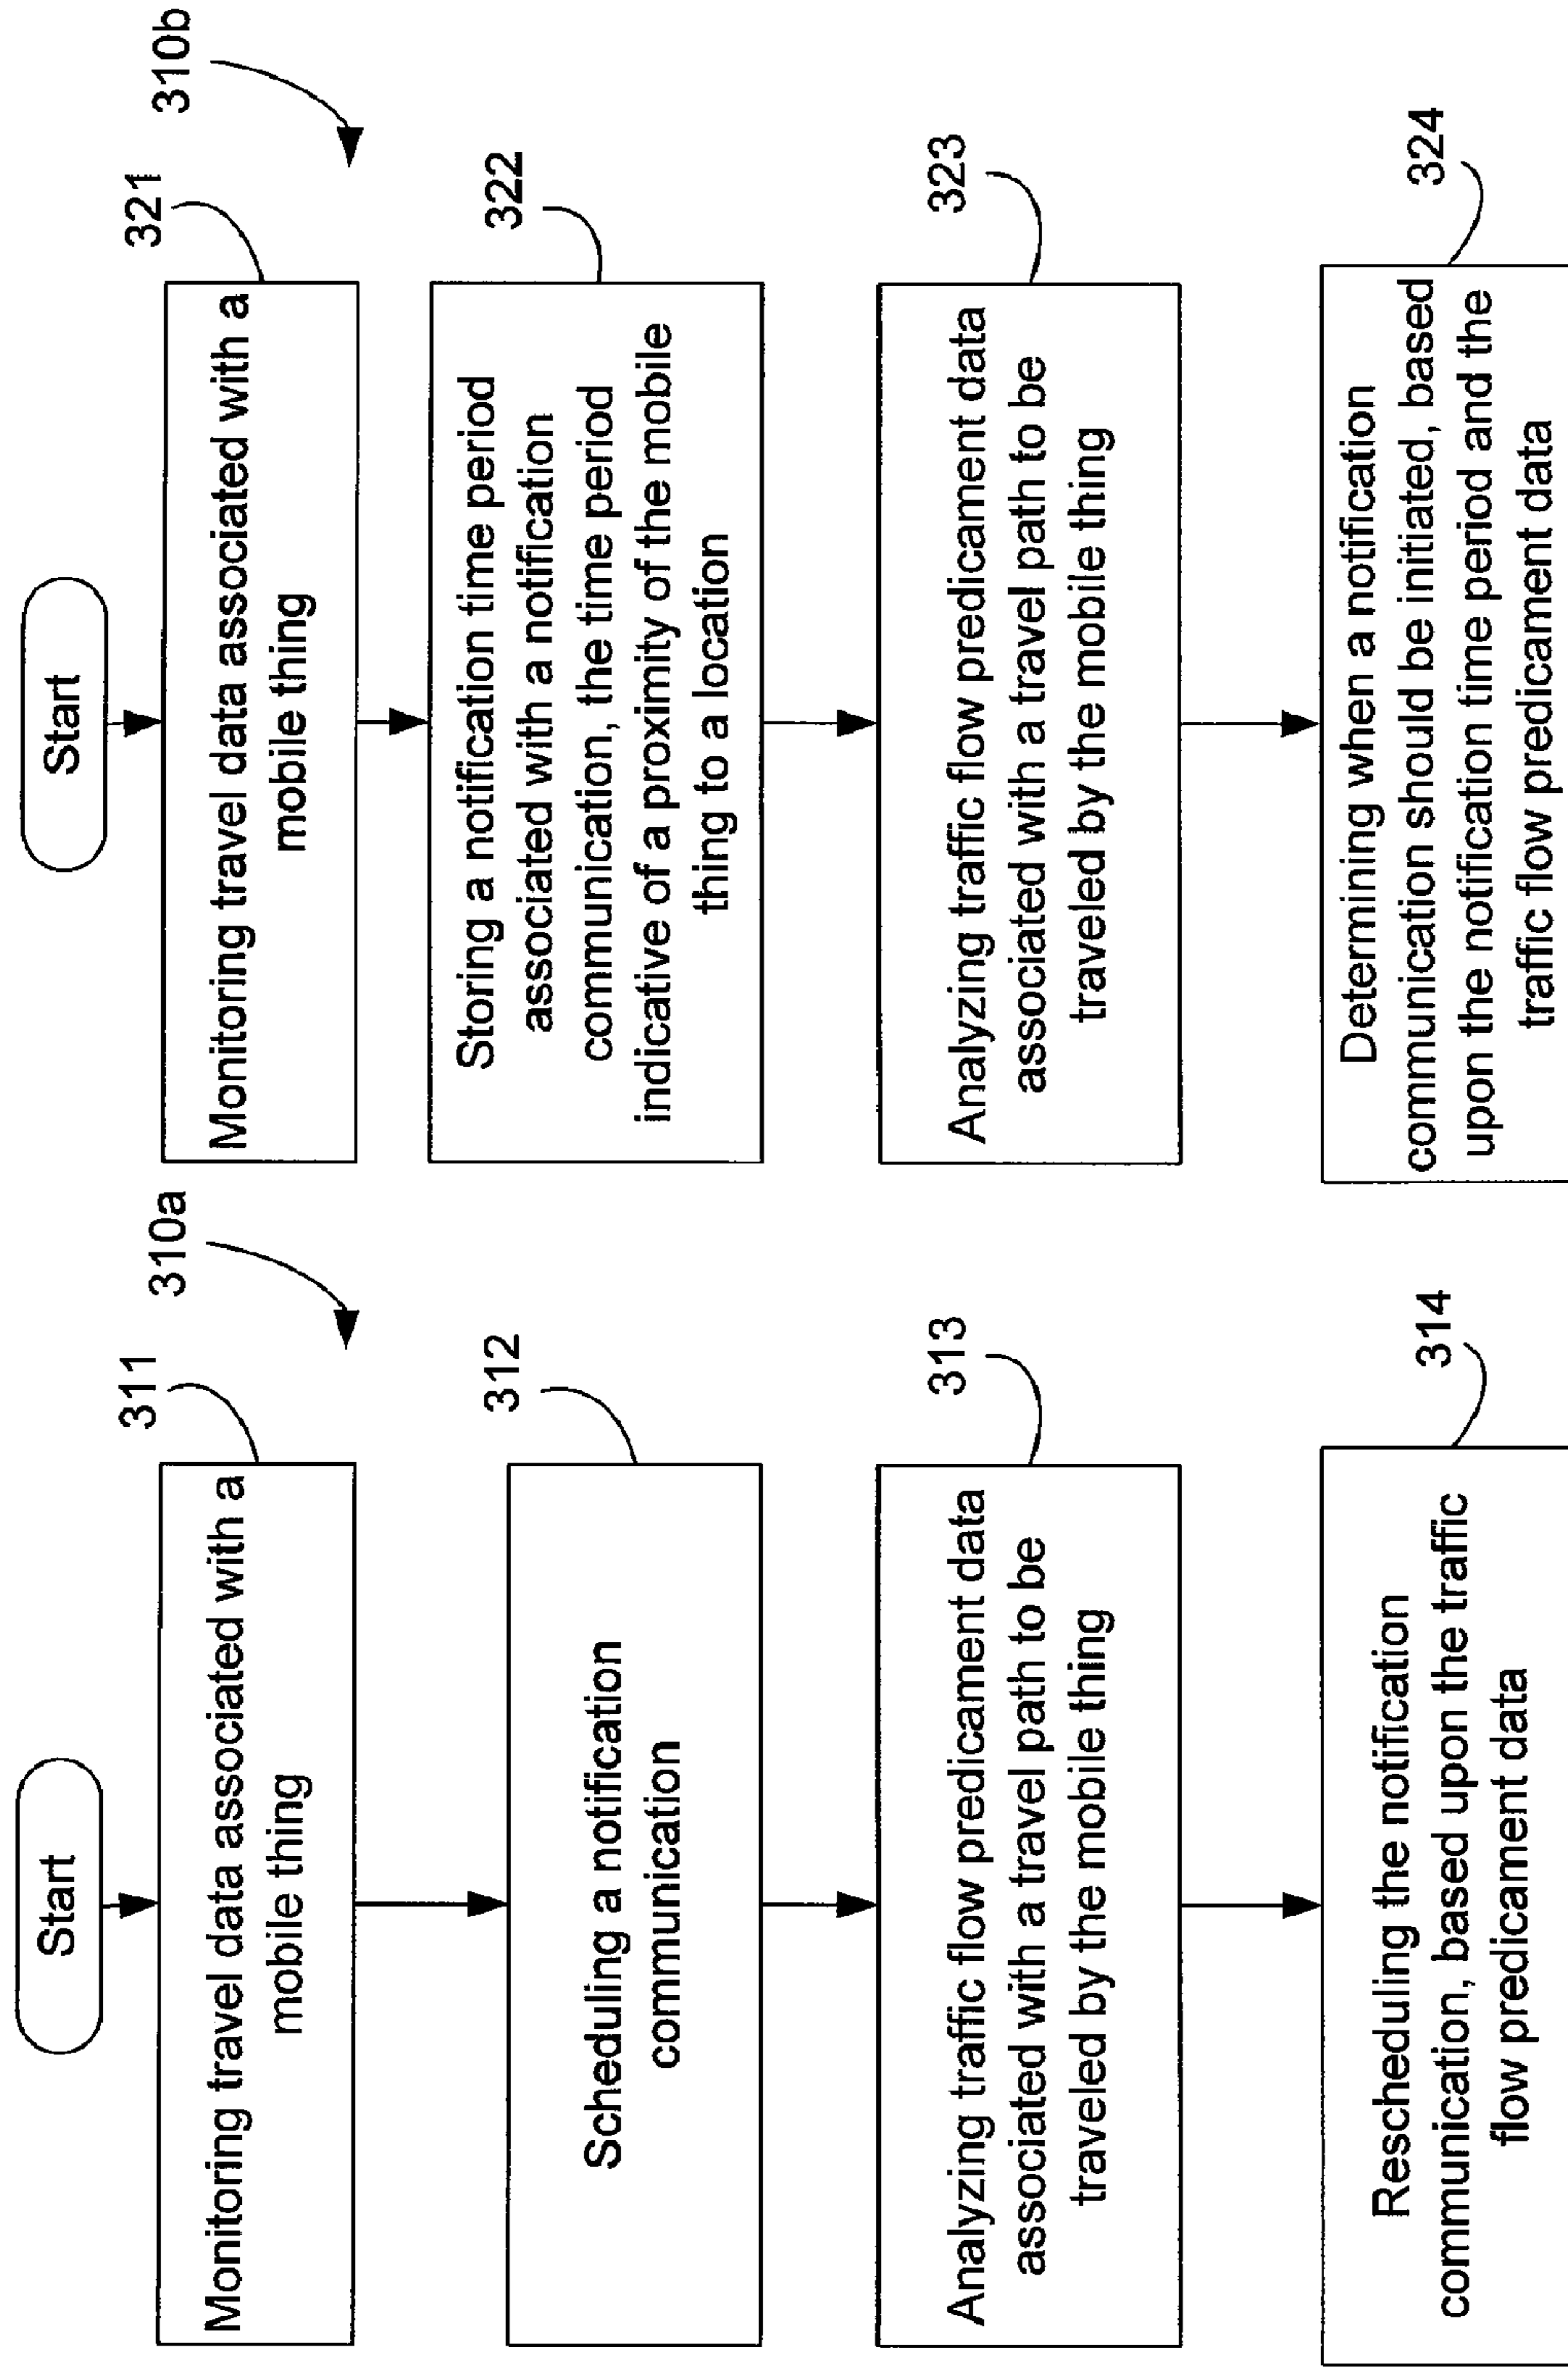 Start
310a
311
Monitoring travel data associated with a
mobile thing
312
Scheduling a notification
communication
313
Analyzing traffic flow predicament data
associated with a travel path to be
traveled by the mobile thing
314
Rescheduling the notification
communication, based upon the traffic
flow predicament data
Start
310b
321
Monitoring travel data associated with a
mobile thing
322
Storing a notification time period
associated with a notification
communication, the time period
indicative of a proximity of the mobile
thing to a location
323
Analyzing traffic flow predicament data
associated with a travel path to be
traveled by the mobile thing
324
Determining when a notification
communication should be initiated, based
upon the notification time period and the
traffic flow predicament data